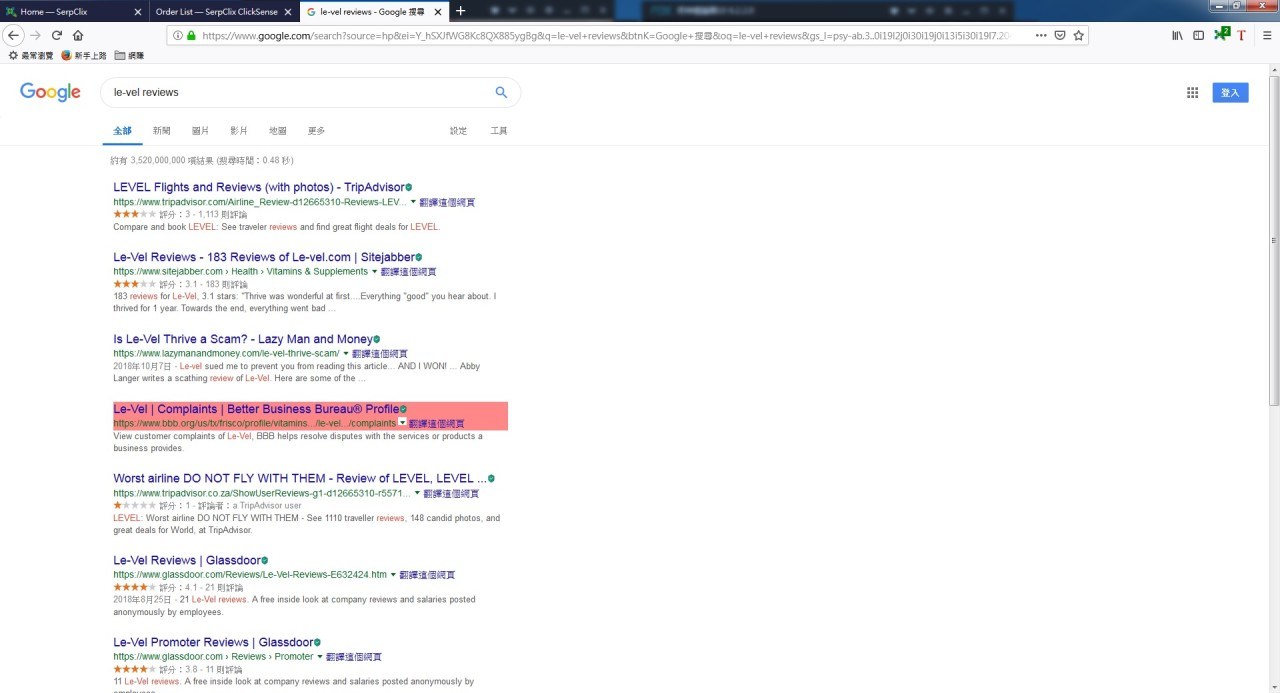 Home — SerpClix
Order List — SerpClix ClickSense
le-vel reviews - Google 搜尋
https://www.google.com/search?source=hp&ei=Y_hSXJfWG8Kc8QX885ygBg&q=le-vel+reviews&btnK=Google+搜尋&oq=le-vel+reviews&gs_l=psy-ab.3..0i19l2j0i30i19j0i13i5i30i19l7.20
最常瀏覽 新手上路 網賺
Google
le-vel reviews
登入
全部 新聞 圖片 影片 地圖 更多 設定 工具
約有 3,520,000,000 項結果 (搜尋時間：0.48 秒)
LEVEL Flights and Reviews (with photos) - TripAdvisor
https://www.tripadvisor.com/Airline_Review-d12665310-Reviews-LEV... 翻譯這個網頁
評分：3 - 1,113 則評論
Compare and book LEVEL: See traveler reviews and find great flight deals for LEVEL.
Le-Vel Reviews - 183 Reviews of Le-vel.com | Sitejabber
https://www.sitejabber.com › Health › Vitamins & Supplements 翻譯這個網頁
評分：3.1 - 183 則評論
183 reviews for Le-Vel, 3.1 stars: "Thrive was wonderful at first....Everything "good" you hear about. I
thrived for 1 year. Towards the end, everything went bad ...
Is Le-Vel Thrive a Scam? - Lazy Man and Money
https://www.lazymanandmoney.com/le-vel-thrive-scam/ 翻譯這個網頁
2018年10月7日 - Le-vel sued me to prevent you from reading this article... AND I WON! ... Abby
Langer writes a scathing review of Le-Vel. Here are some of the ...
Le-Vel | Complaints | Better Business Bureau® Profile
https://www.bbb.org/us/tx/frisco/profile/vitamins.../le-vel.../complaints 翻譯這個網頁
View customer complaints of Le-Vel, BBB helps resolve disputes with the services or products a
business provides.
Worst airline DO NOT FLY WITH THEM - Review of LEVEL, LEVEL ...
https://www.tripadvisor.co.za/ShowUserReviews-g1-d12665310-r5571... 翻譯這個網頁
評分：1 - 評論者：a TripAdvisor user
LEVEL: Worst airline DO NOT FLY WITH THEM - See 1110 traveller reviews, 148 candid photos, and
great deals for World, at TripAdvisor.
Le-Vel Reviews | Glassdoor
https://www.glassdoor.com/Reviews/Le-Vel-Reviews-E632424.htm 翻譯這個網頁
評分：4.1 - 21 則評論
2018年8月25日 - 21 Le-Vel reviews. A free inside look at company reviews and salaries posted
anonymously by employees.
Le-Vel Promoter Reviews | Glassdoor
https://www.glassdoor.com › Reviews › Promoter 翻譯這個網頁
評分：3.8 - 11 則評論
11 Le-Vel reviews. A free inside look at company reviews and salaries posted anonymously by